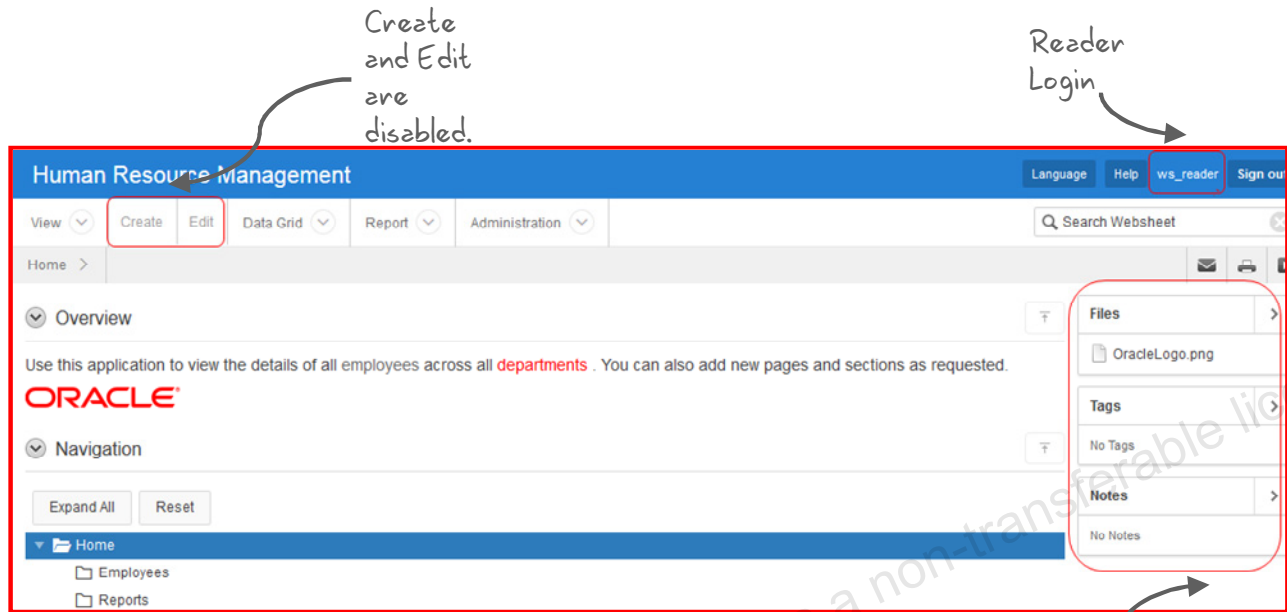 Create
and Edit
are
disabled.
Reader
Login
Human Resource Management
Language Help ws_reader Sign out
View Create Edit Data Grid Report Administration
Search Websheet
Home >
Overview
Files
OracleLogo.png
Use this application to view the details of all employees across all departments . You can also add new pages and sections as requested.
ORACLE
Tags
No Tags
Navigation
Notes
No Notes
Expand All Reset
Home
Employees
Reports
a non-transferable